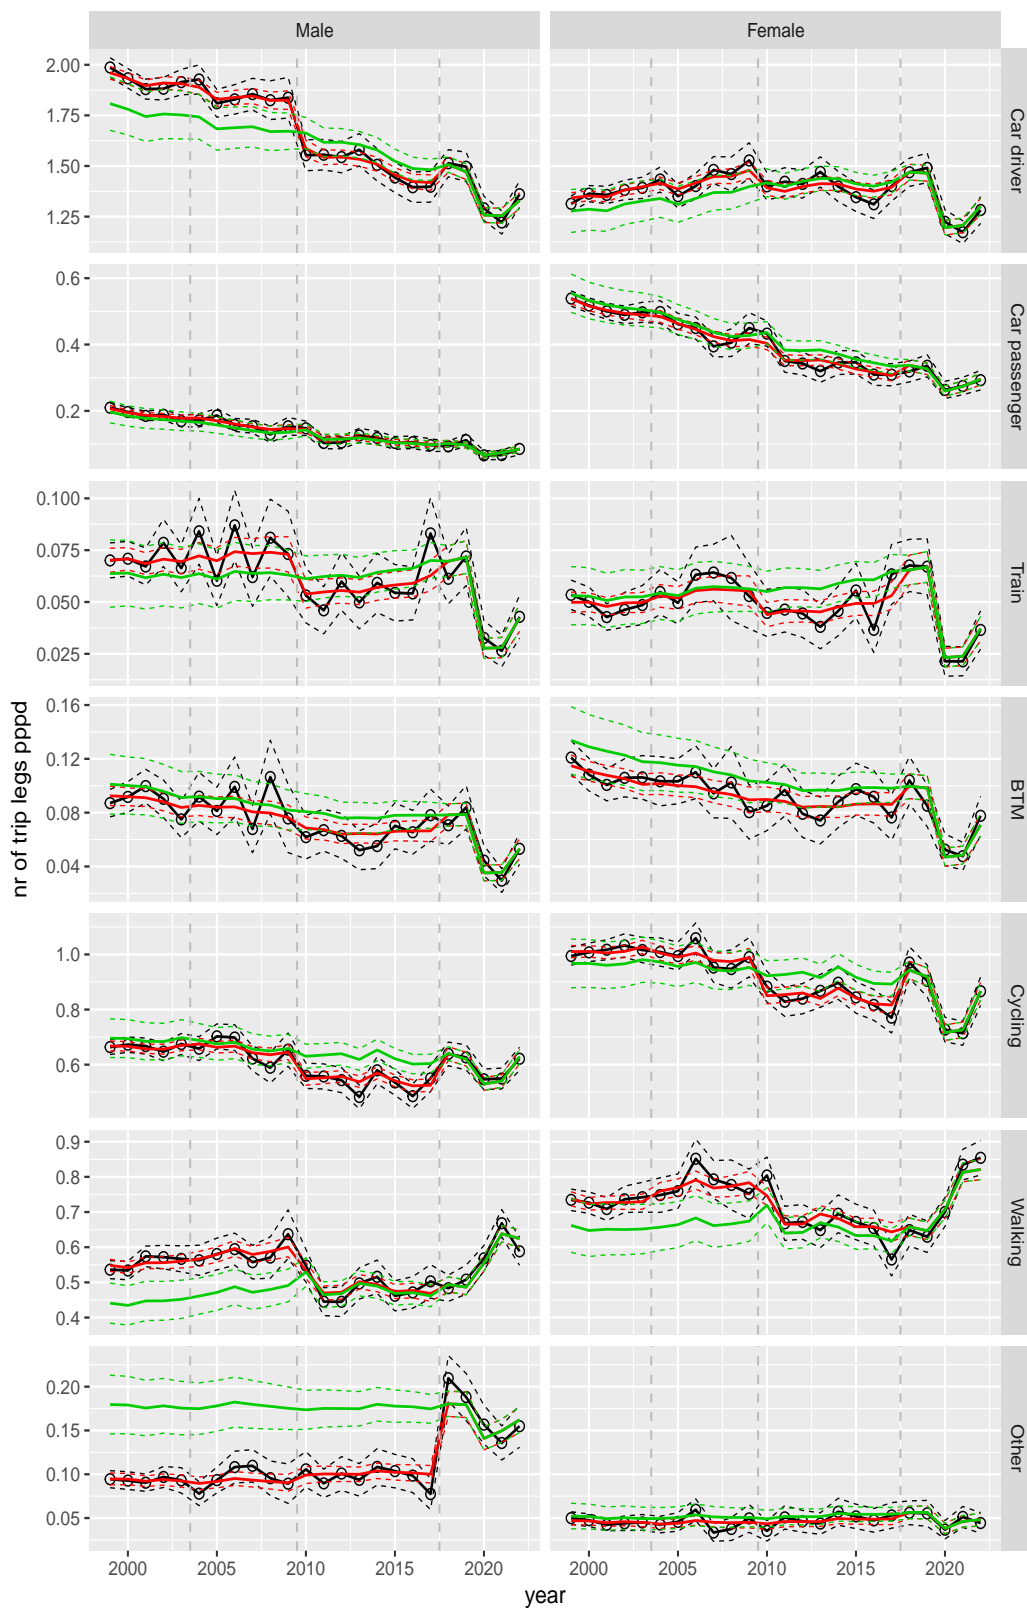 Male Female
2.00
1.75
1.50
1.25
Car driver
0.6
0.4
0.2
Car passenger
0.100
0.075
0.050
0.025
Train
0.16
0.12
0.08
0.04
BTM
1.0
0.8
0.6
Cycling
0.9
0.8
0.7
0.6
0.5
0.4
Walking
0.20
0.15
0.10
0.05
Other
nr of trip legs pppd
2000 2005 2010 2015 2020 2000 2005 2010 2015 2020
year